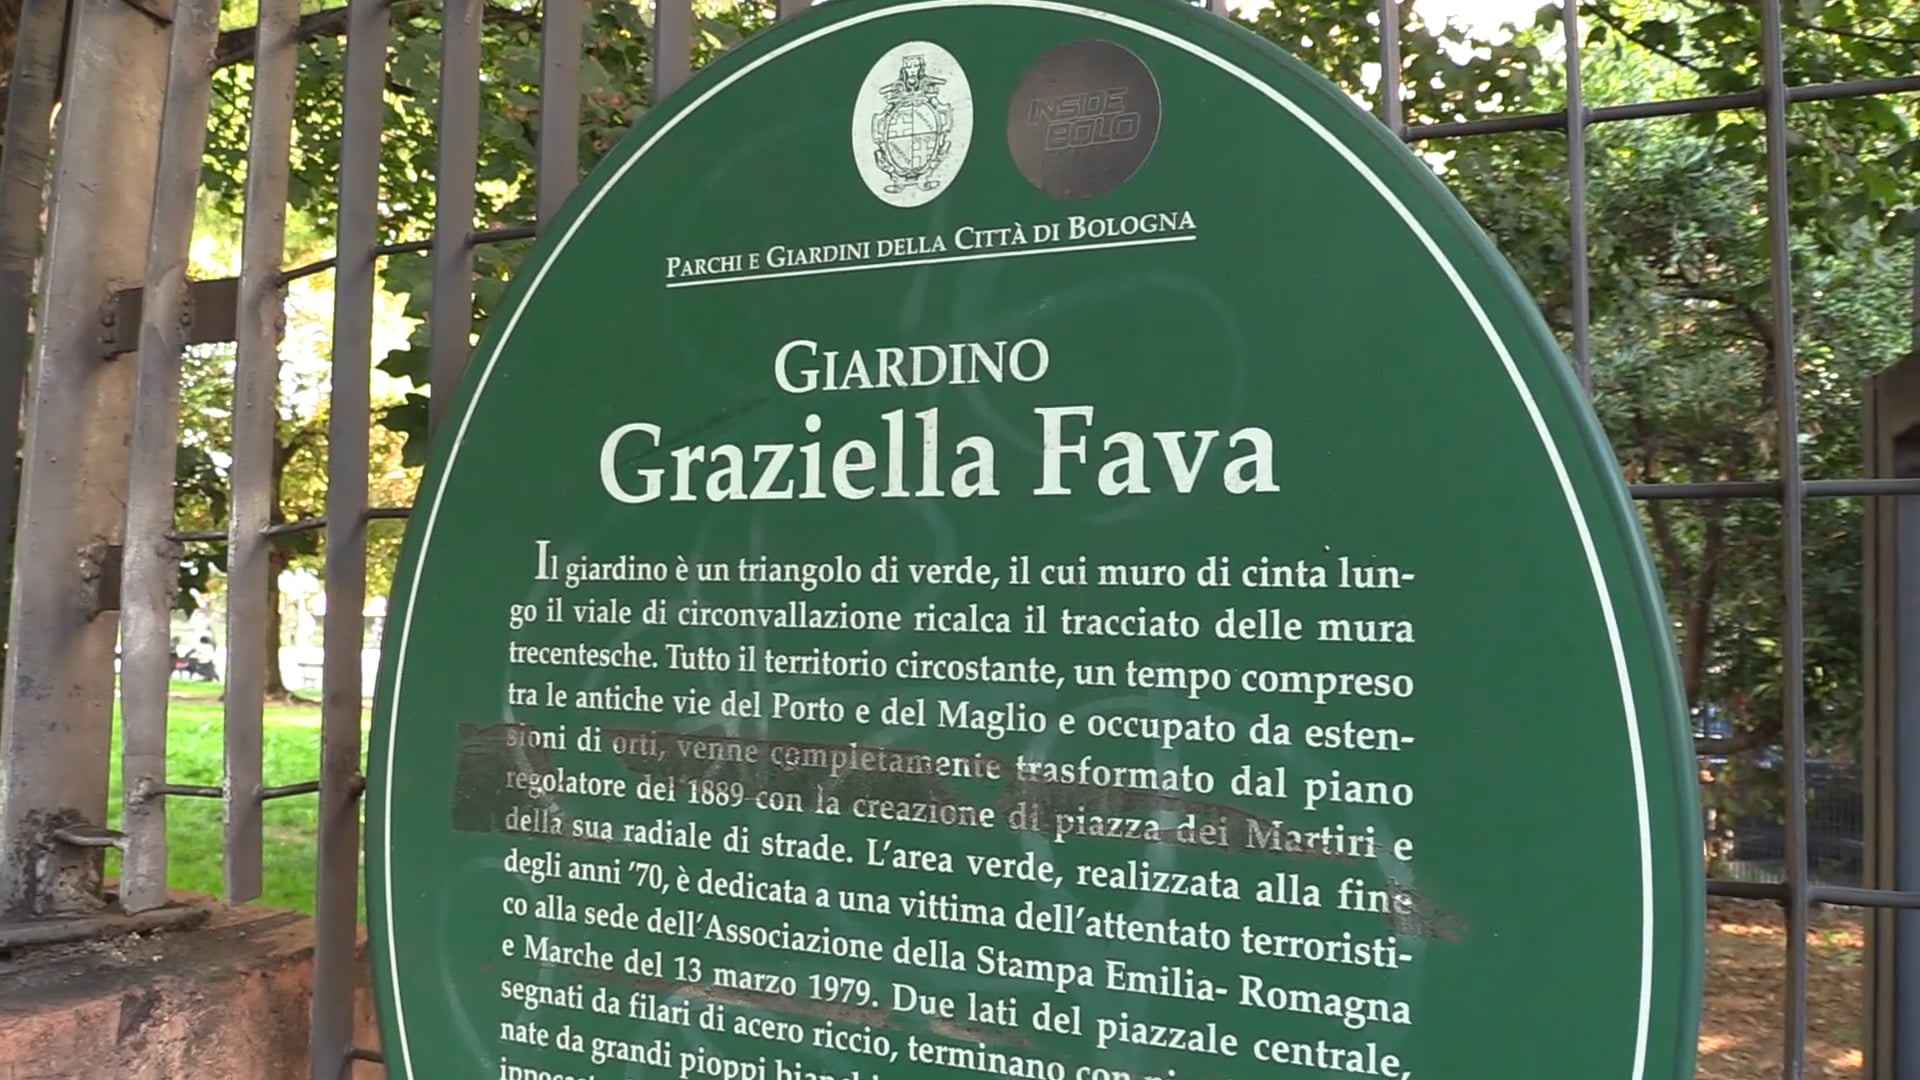 INSIDE
BOLO
PARCHI E GIARDINI DELLA CITTÀ DI BOLOGNA
GIARDINO
Graziella Fava
Il giardino è un triangolo di verde, il cui muro di cinta lun-
go il viale di circonvallazione ricalca il tracciato delle mura
trecentesche. Tutto il territorio circostante, un tempo compreso
tra le antiche vie del Porto e del Maglio e occupato da esten-
sioni di orti, venne completamente trasformato dal piano
regolatore del 1889 con la creazione di piazza dei Martiri e
della sua radiale di strade. L'area verde, realizzata alla fine
degli anni '70, è dedicata a una vittima dell'attentato terroristi-
co alla sede dell'Associazione della Stampa Emilia- Romagna
e Marche del 13 marzo 1979. Due lati del piazzale centrale,
segnati da filari di acero riccio, terminano con
nate da grandi pioppi